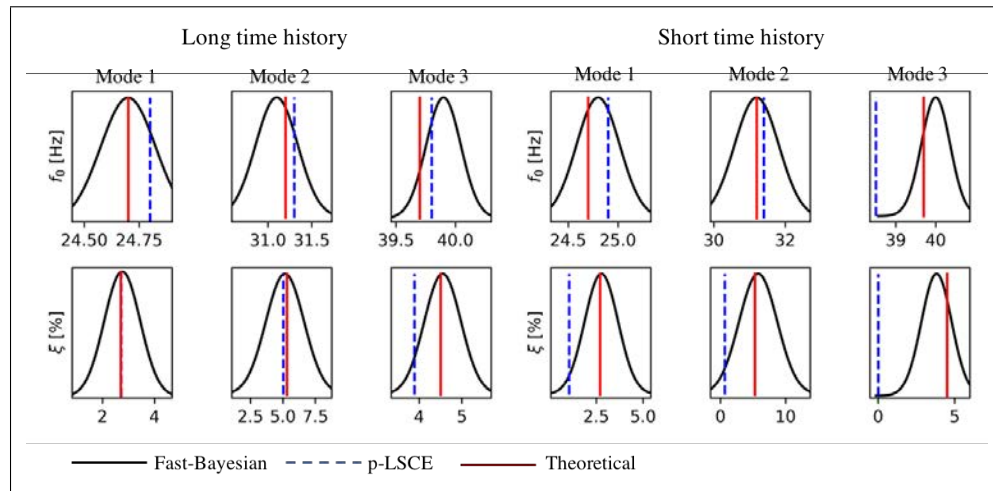 Long time history Short time history
Mode 1 Mode 2 Mode 3 Mode 1 Mode 2 Mode 3
f₀ [Hz] f₀ [Hz]
24.50 24.75 31.0 31.5 39.5 40.0 24.5 25.0 30 32 39 40
ξ [%] ξ [%]
2 4 2.5 5.0 7.5 4 5 2.5 5.0 0 10 0 5
Fast-Bayesian p-LSCE Theoretical